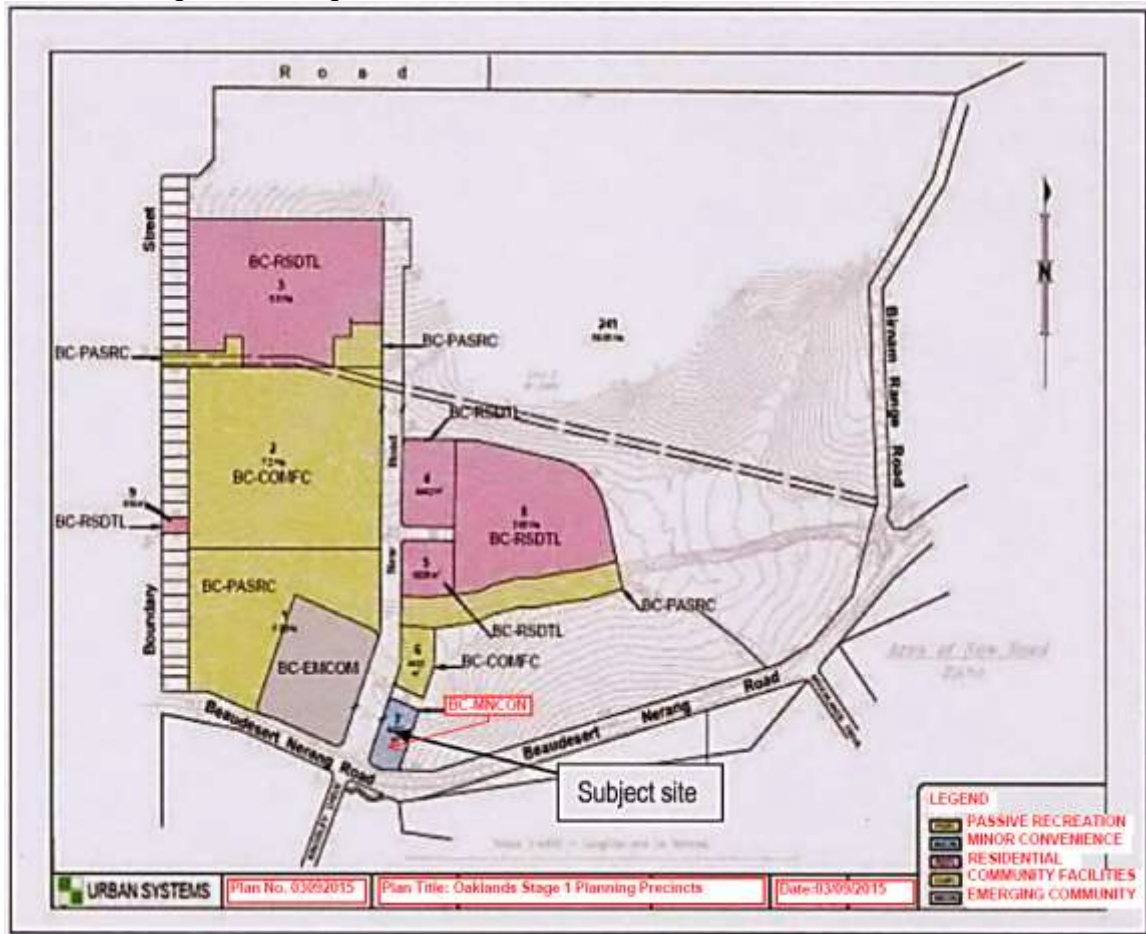 Road
Street
BC-RSDTL
3
BC-PASRC
BC-PASRC
241
Birnam Range Road
N
BC-RSDTL
2
BC-COMFC
Road
4
9
BC-RSDTL
8
BC-RSDTL
New
5
BC-PASRC
BC-PASRC
BC-RSDTL
Boundary
6
BC-COMFC
BC-EMCOM
Area of New Road
BC-MNCON
7
Beaudesert Nerang Road
Beaudesert Nerang Road
Subject site
LEGEND
PASSIVE RECREATION
MINOR CONVENIENCE
RESIDENTIAL
COMMUNITY FACILITIES
EMERGING COMMUNITY
URBAN SYSTEMS
Plan No. 03092015
Plan Title: Oaklands Stage 1 Planning Precincts
Date:03/09/2015